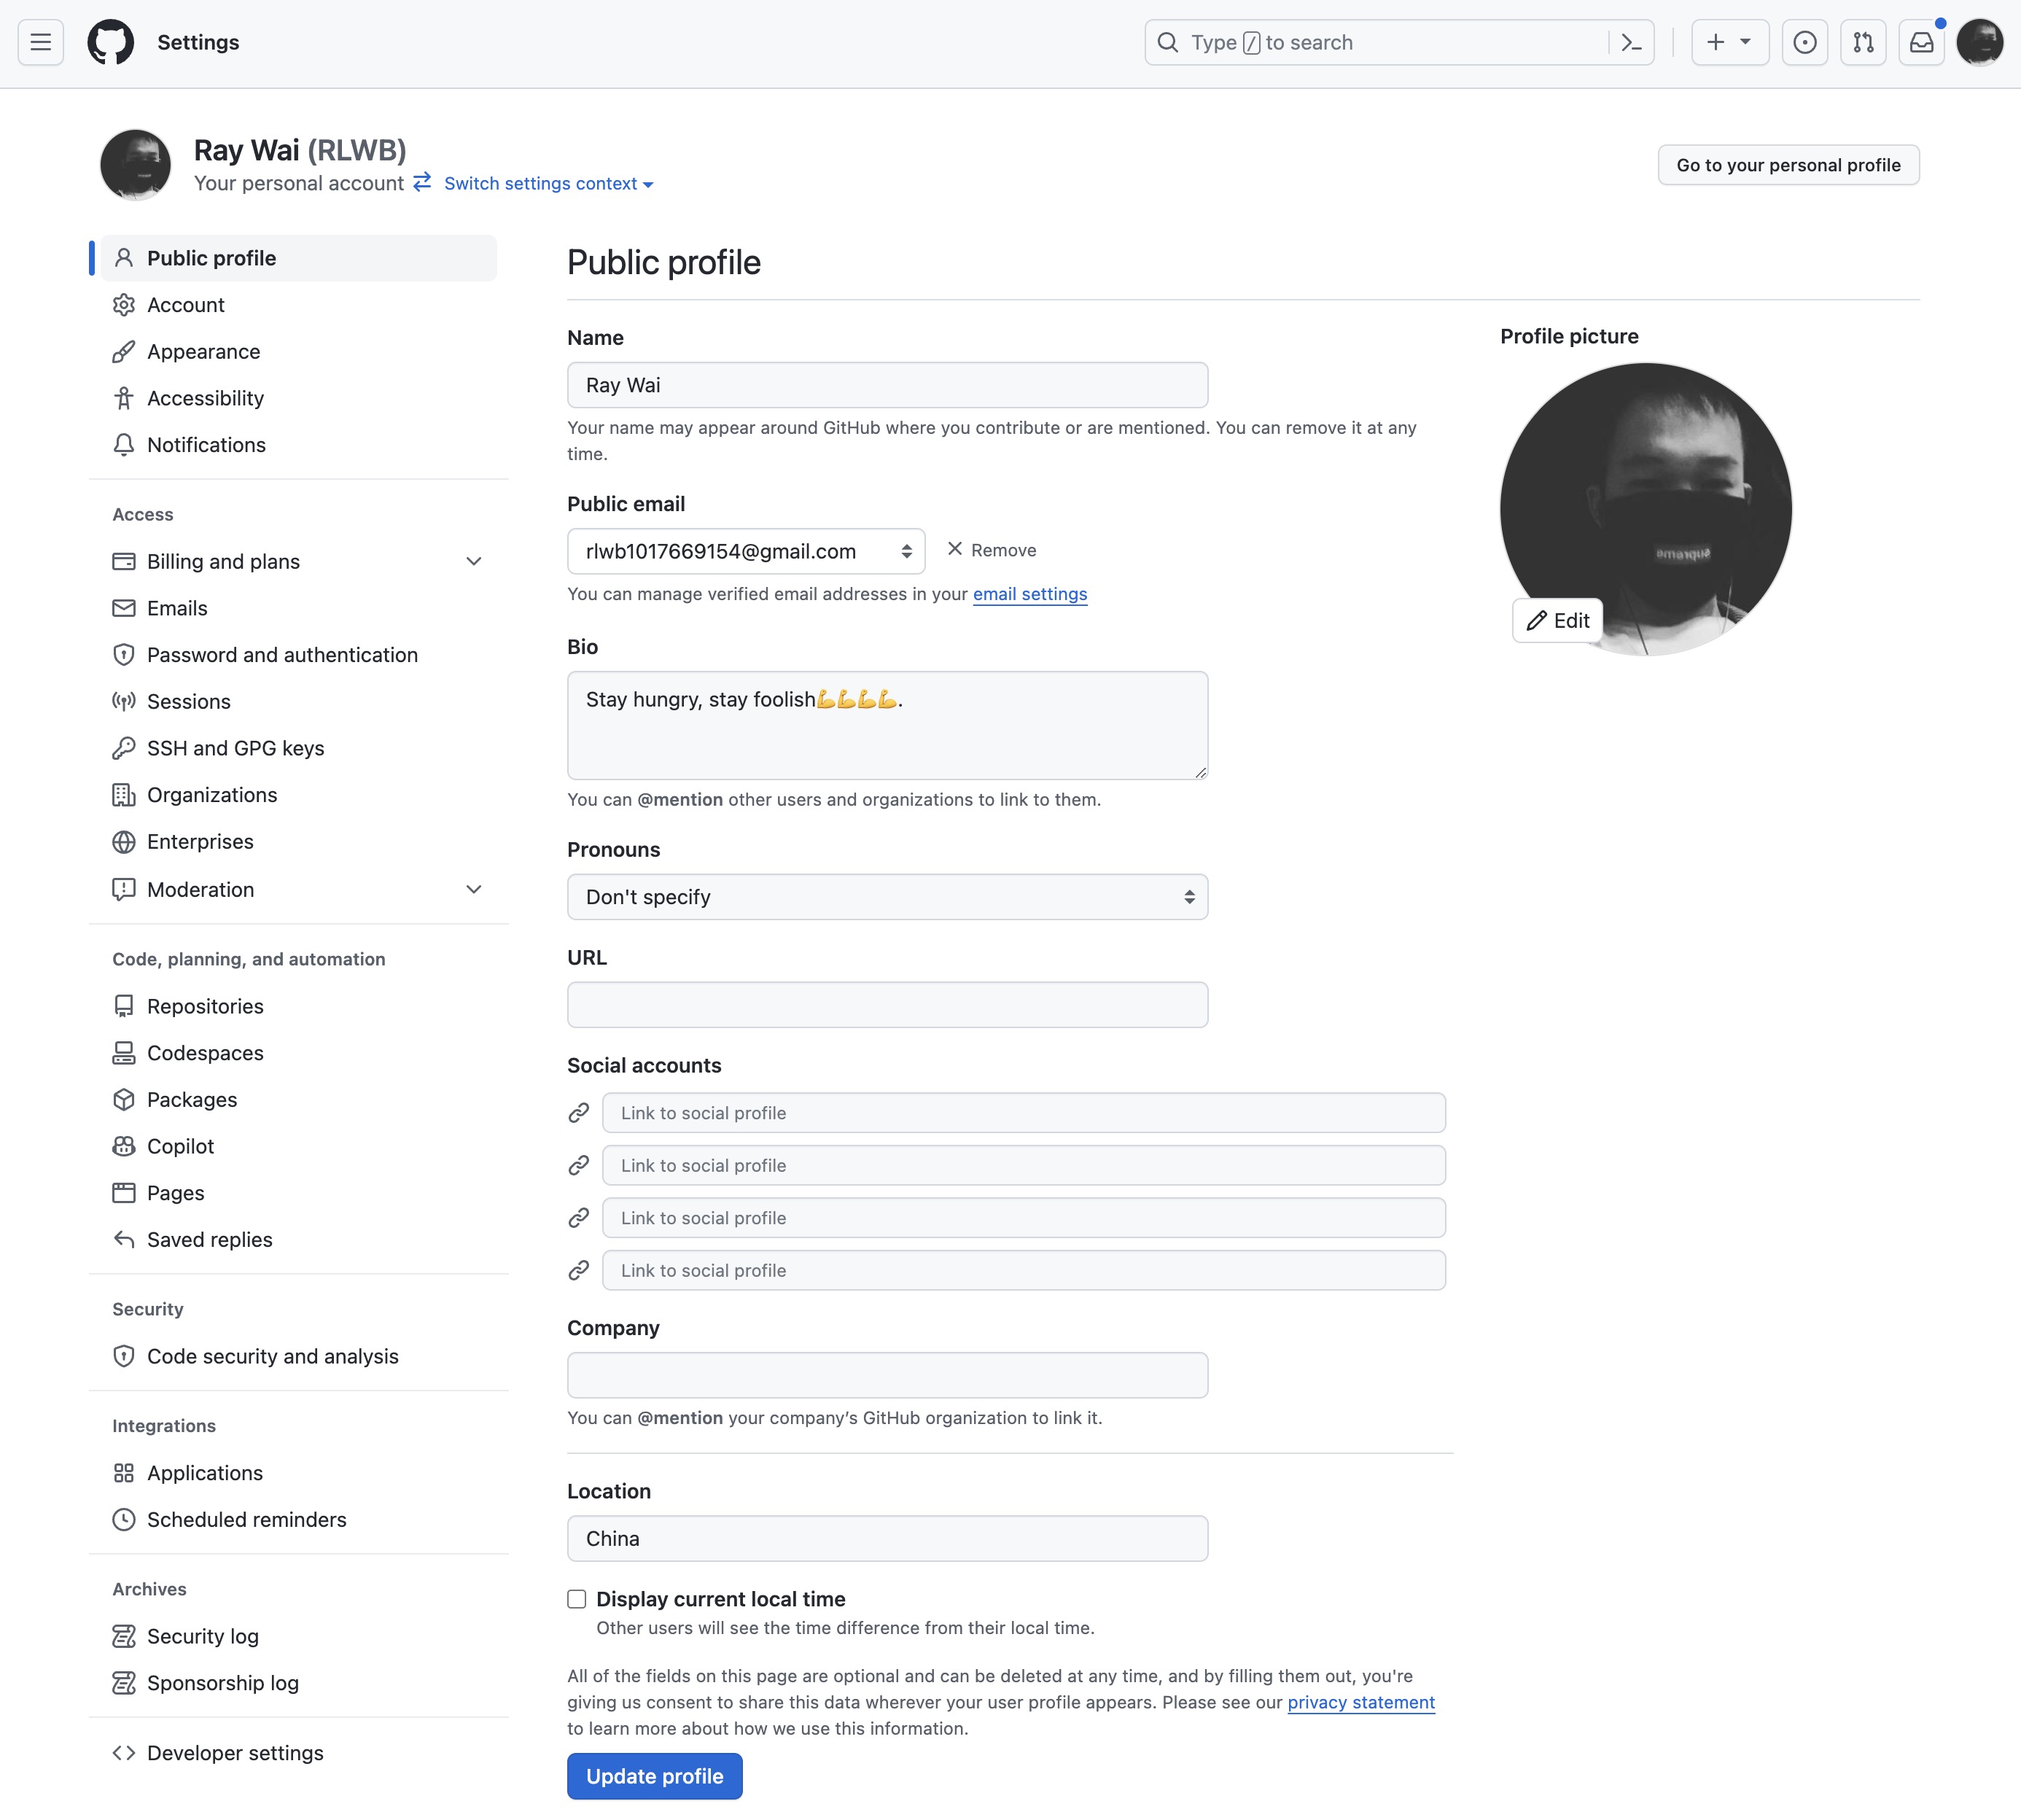 Settings
Type / to search
Ray Wai (RLWB)
Your personal account Switch settings context
Go to your personal profile
Public profile
Account
Appearance
Accessibility
Notifications
Access
Billing and plans
Emails
Password and authentication
Sessions
SSH and GPG keys
Organizations
Enterprises
Moderation
Code, planning, and automation
Repositories
Codespaces
Packages
Copilot
Pages
Saved replies
Security
Code security and analysis
Integrations
Applications
Scheduled reminders
Archives
Security log
Sponsorship log
Developer settings
Public profile
Name
Ray Wai
Your name may appear around GitHub where you contribute or are mentioned. You can remove it at any
time.
Public email
rlwb1017669154@gmail.com Remove
You can manage verified email addresses in your email settings
Bio
Stay hungry, stay foolish💪💪💪💪.
You can @mention other users and organizations to link to them.
Pronouns
Don't specify
URL
Social accounts
Link to social profile
Link to social profile
Link to social profile
Link to social profile
Company
You can @mention your company’s GitHub organization to link it.
Location
China
Display current local time
Other users will see the time difference from their local time.
All of the fields on this page are optional and can be deleted at any time, and by filling them out, you're
giving us consent to share this data wherever your user profile appears. Please see our privacy statement
to learn more about how we use this information.
Update profile
Profile picture
supreme
Edit